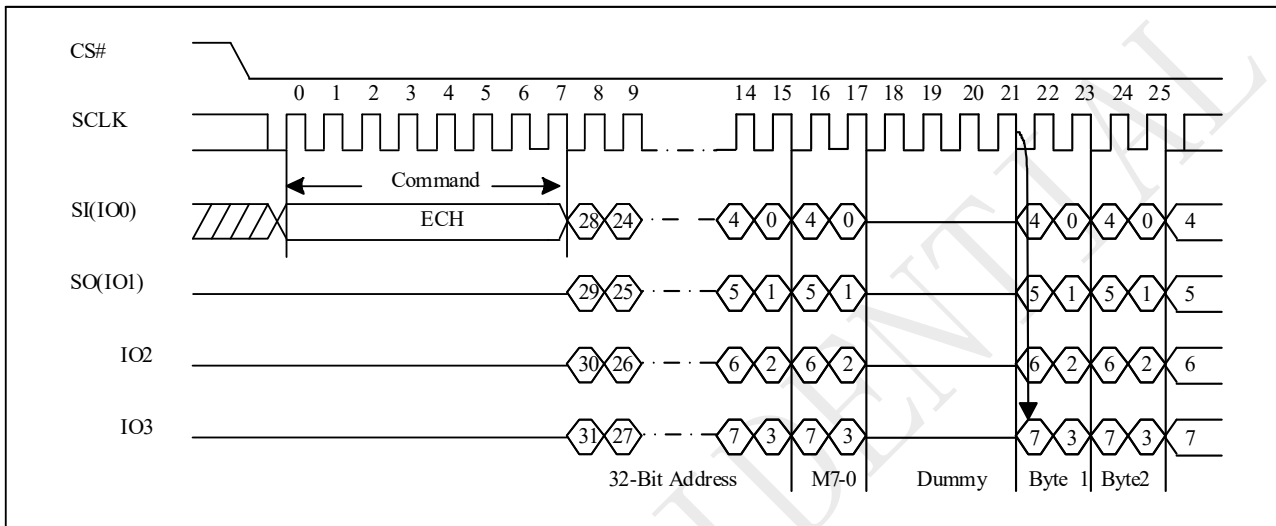 CS#
0 1 2 3 4 5 6 7 8 9 14 15 16 17 18 19 20 21 22 23 24 25
SCLK
Command
SI(IO0) ECH 28 24 4 0 4 0 4 0 4 0 4
SO(IO1) 29 25 5 1 5 1 5 1 5 1 5
IO2 30 26 6 2 6 2 6 2 6 2 6
IO3 31 27 7 3 7 3 7 3 7 3 7
32-Bit Address M7-0 Dummy Byte 1 Byte2
IDENTIAL